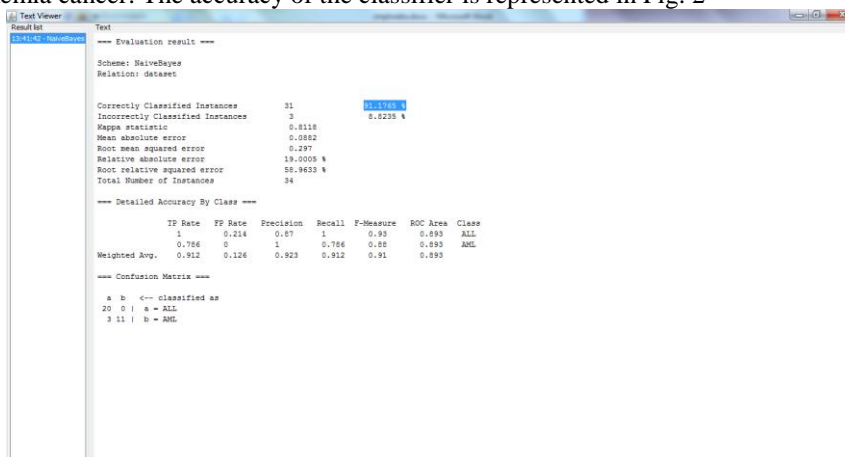 emia cancer. The accuracy of the classifier is represented in Fig. 2
Text Viewer
Result list
Text
13:41:42 - NaiveBayes
=== Evaluation result ===
Scheme: NaiveBayes
Relation: dataset
Correctly Classified Instances 31 91.1765 %
Incorrectly Classified Instances 3 8.8235 %
Kappa statistic 0.8118
Mean absolute error 0.0882
Root mean squared error 0.297
Relative absolute error 19.0005 %
Root relative squared error 58.9633 %
Total Number of Instances 34
=== Detailed Accuracy By Class ===
TP Rate FP Rate Precision Recall F-Measure ROC Area Class
1 0.214 0.87 1 0.93 0.893 ALL
0.786 0 1 0.786 0.88 0.893 AML
Weighted Avg. 0.912 0.126 0.923 0.912 0.91 0.893
=== Confusion Matrix ===
a b <-- classified as
20 0 | a = ALL
3 11 | b = AML